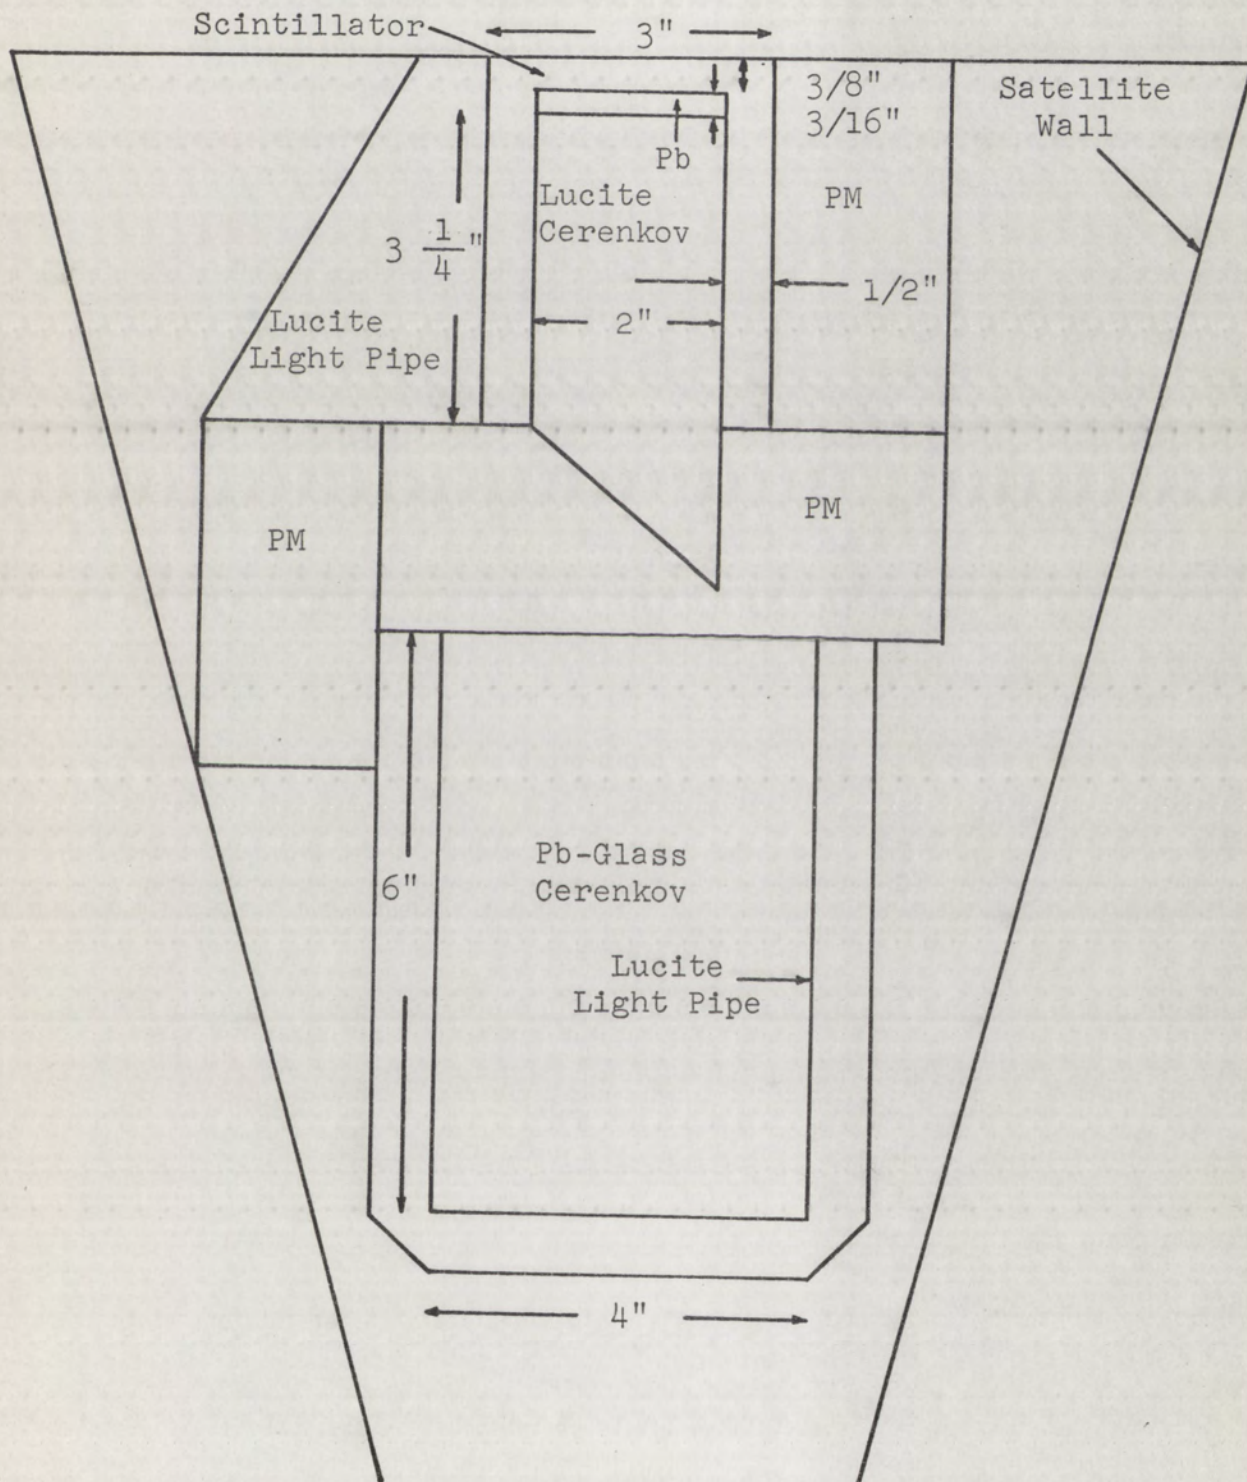 Scintillator
3"
3/8"
3/16"
Satellite
Wall
Pb
Lucite
Cerenkov
PM
3 1/4"
1/2"
2"
Lucite
Light Pipe
PM
PM
Pb-Glass
Cerenkov
6"
Lucite
Light Pipe
4"